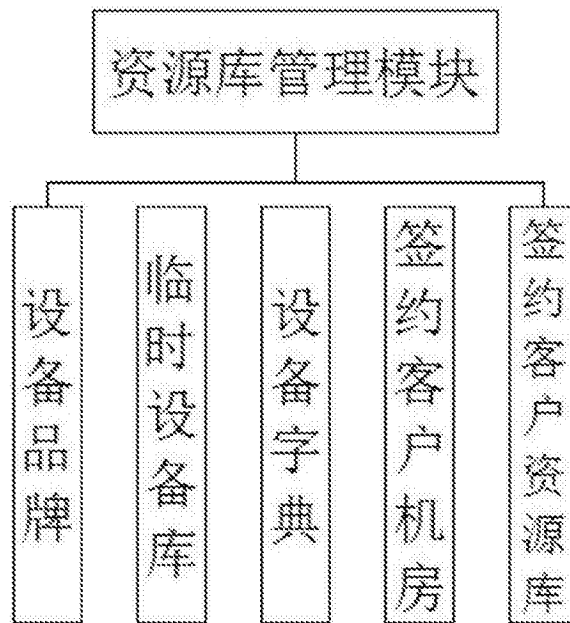 资源库管理模块
设备品牌
临时设备库
设备字典
签约客户机房
签约客户资源库